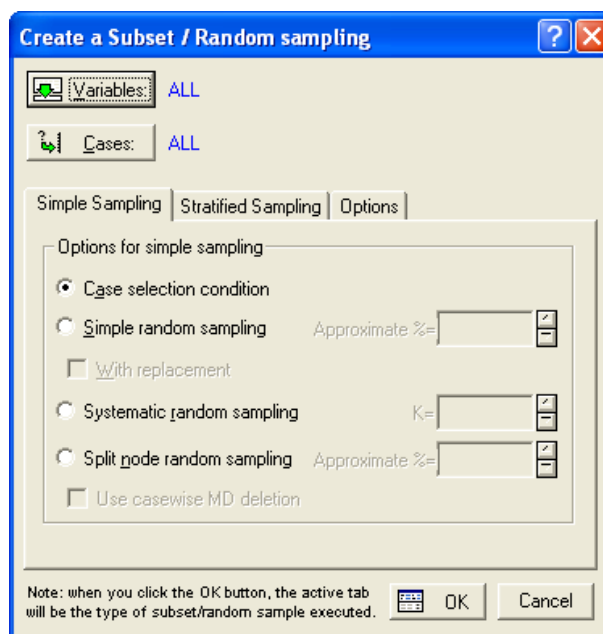 Create a Subset / Random sampling
Variables: ALL
Cases: ALL
Simple Sampling Stratified Sampling Options
Options for simple sampling
Case selection condition
Simple random sampling Approximate %=
With replacement
Systematic random sampling K=
Split node random sampling Approximate %=
Use casewise MD deletion
Note: when you click the OK button, the active tab
will be the type of subset/random sample executed.
OK Cancel